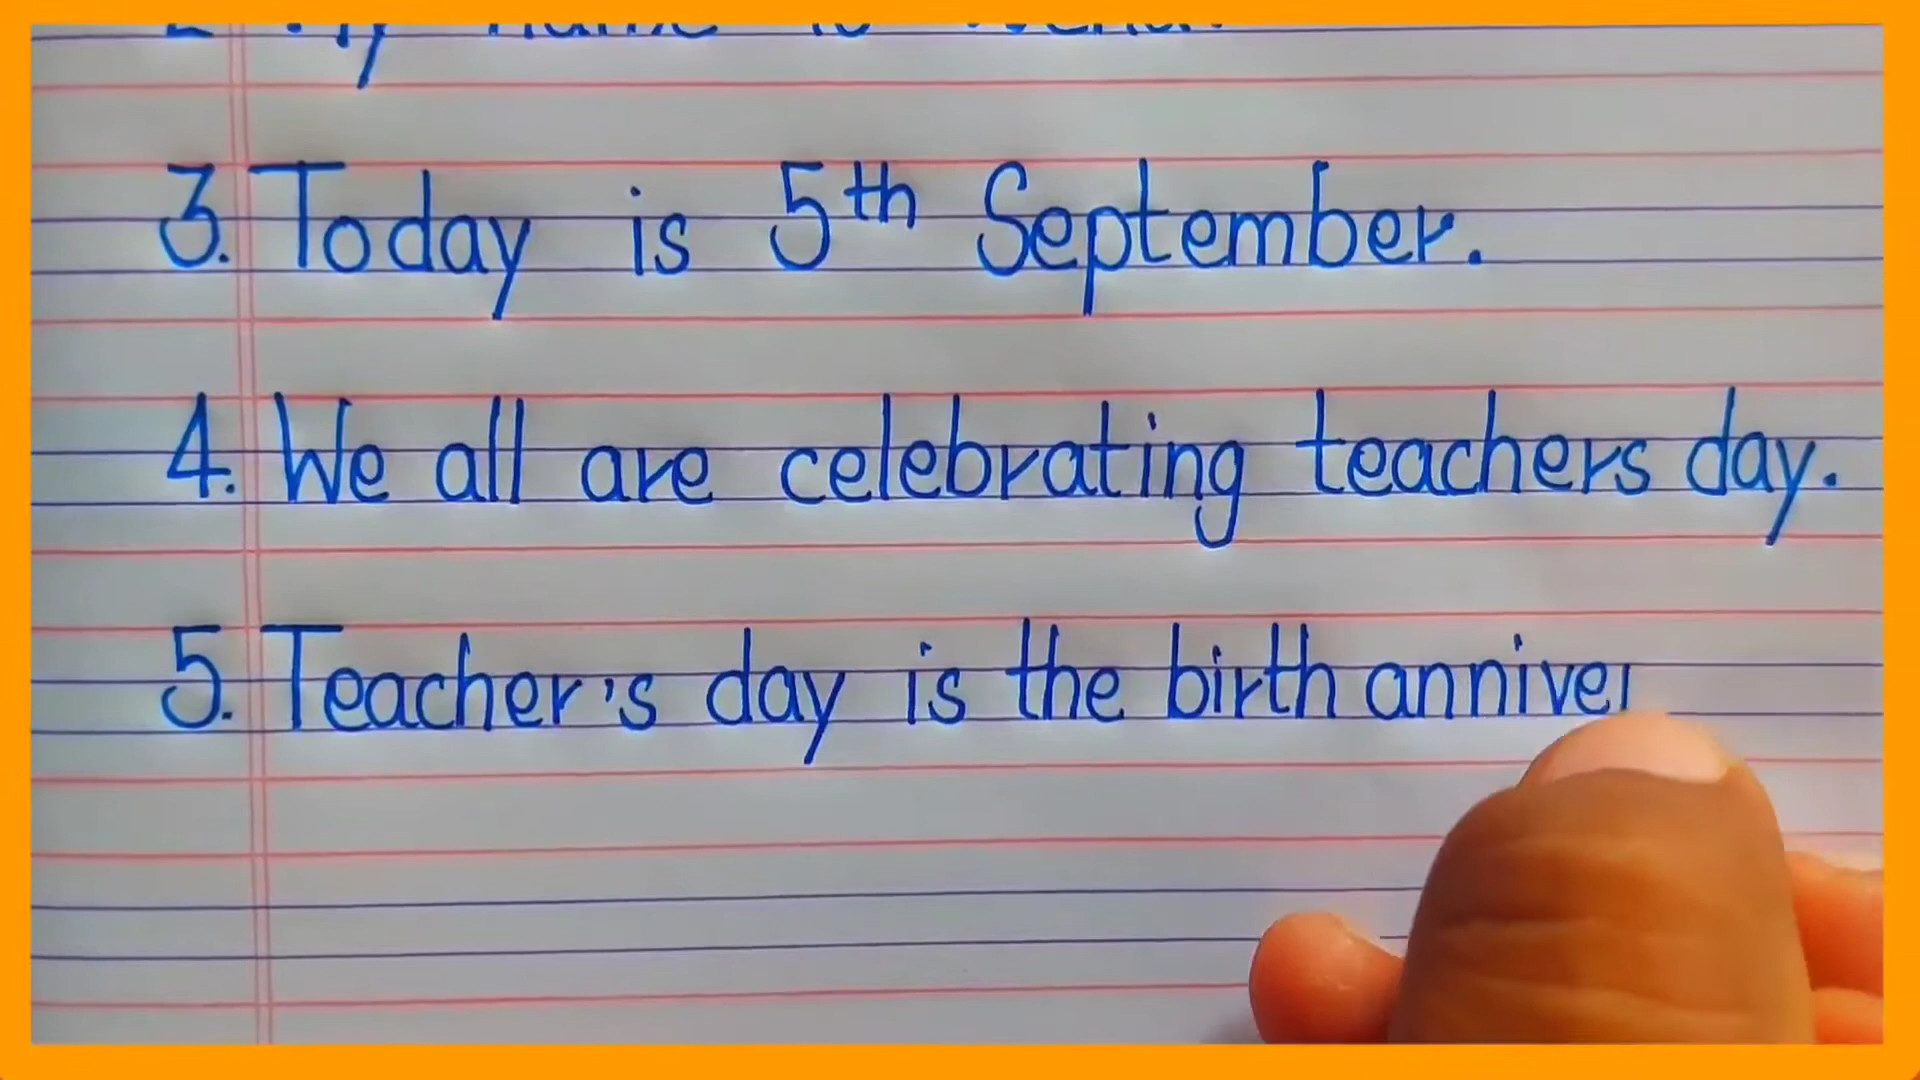 3. Today is 5th September.
4. We all are celebrating teachers day.
5. Teacher's day is the birth anniver